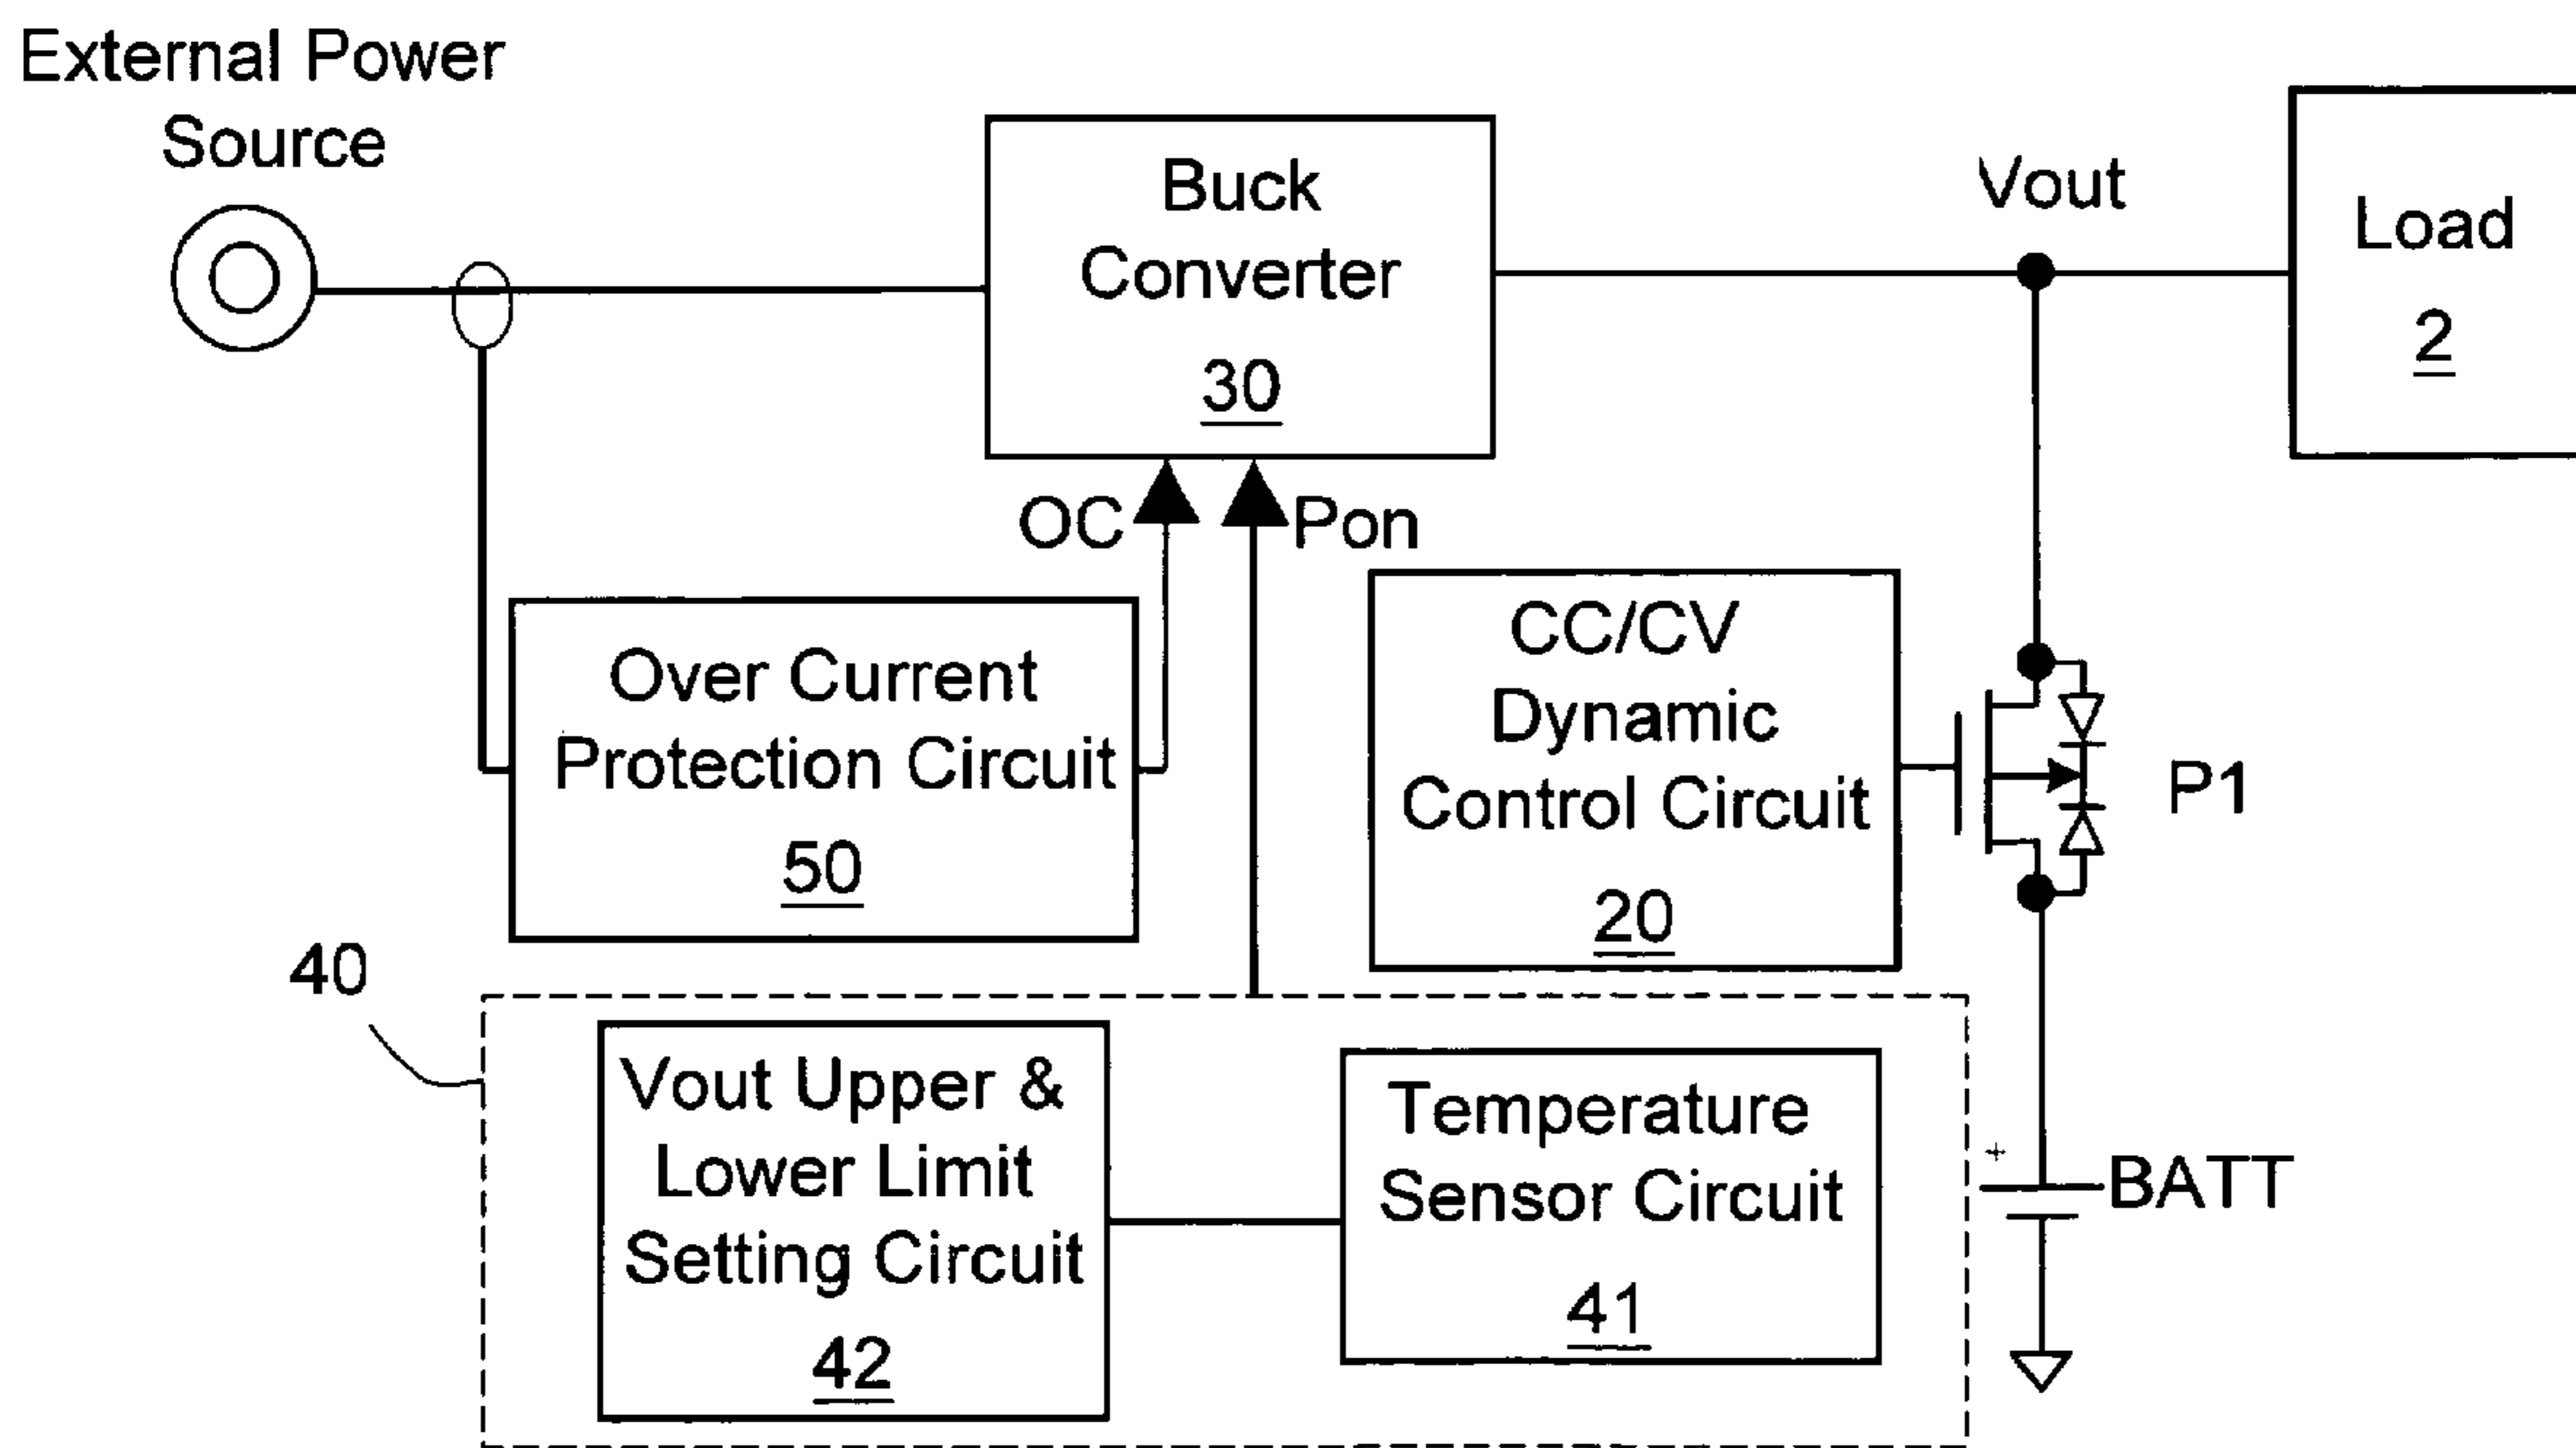 External Power
Source
Buck
Converter
30
Vout
Load
2
OC
Pon
Over Current
Protection Circuit
50
CC/CV
Dynamic
Control Circuit
20
P1
40
Vout Upper &
Lower Limit
Setting Circuit
42
Temperature
Sensor Circuit
41
+
BATT